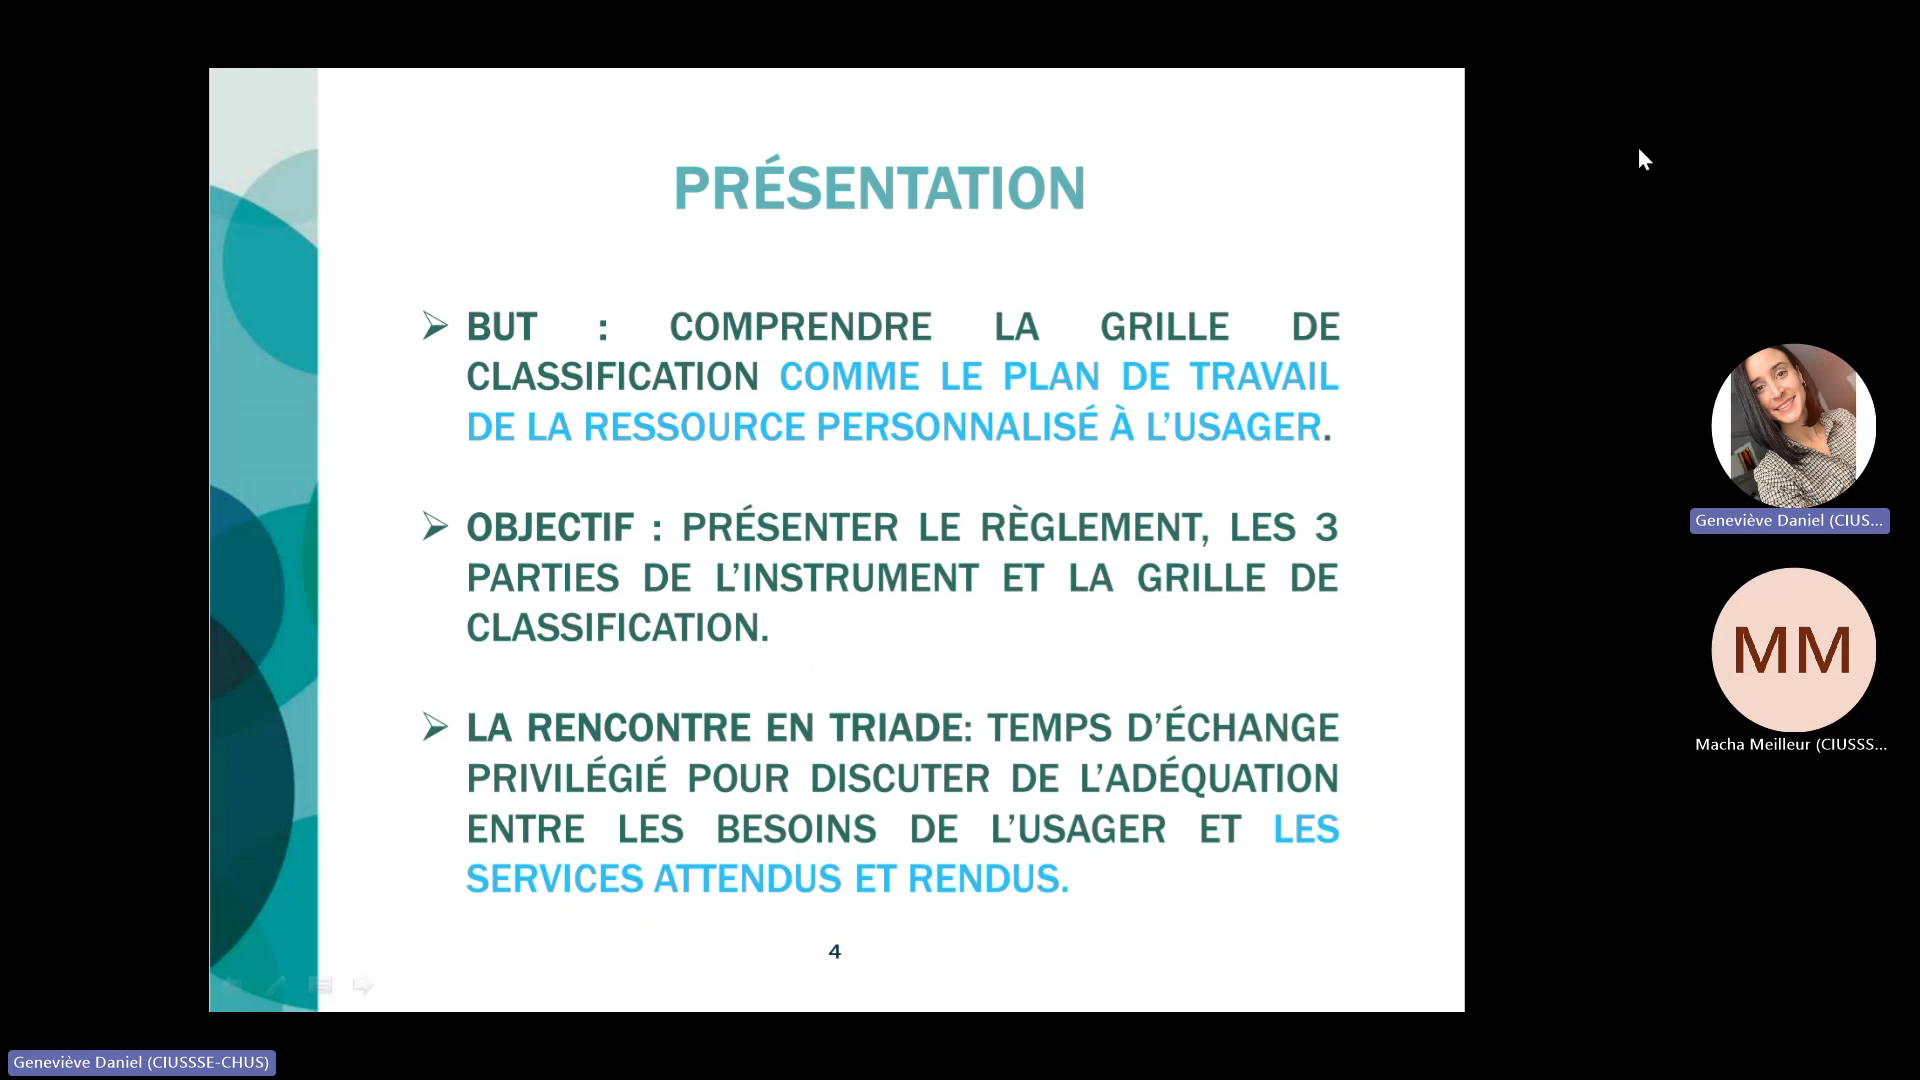 PRÉSENTATION
➢ BUT : COMPRENDRE LA GRILLE DE
CLASSIFICATION COMME LE PLAN DE TRAVAIL
DE LA RESSOURCE PERSONNALISÉ À L'USAGER.
➢ OBJECTIF : PRÉSENTER LE RÈGLEMENT, LES 3
PARTIES DE L'INSTRUMENT ET LA GRILLE DE
CLASSIFICATION.
➢ LA RENCONTRE EN TRIADE: TEMPS D'ÉCHANGE
PRIVILÉGIÉ POUR DISCUTER DE L'ADÉQUATION
ENTRE LES BESOINS DE L'USAGER ET LES
SERVICES ATTENDUS ET RENDUS.
4
Geneviève Daniel (CIUS...
MM
Macha Meilleur (CIUSSS...
Geneviève Daniel (CIUSSSE-CHUS)